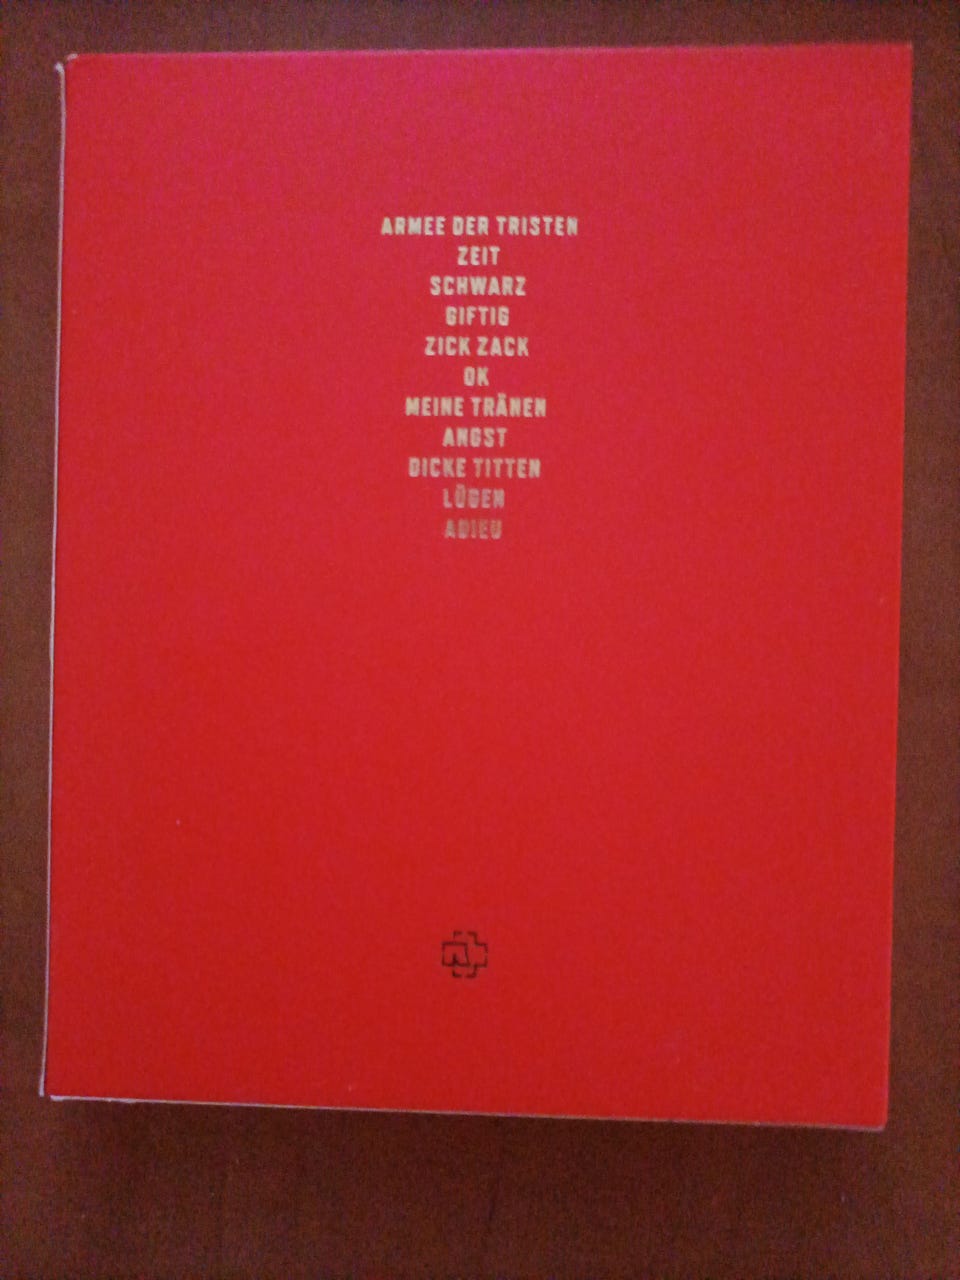 ARMEE DER TRISTEN
ZEIT
SCHWARZ
GIFTIG
ZICK ZACK
OK
MEINE TRÄNEN
ANGST
DICKE TITTEN
LÜGEN
ADIEU